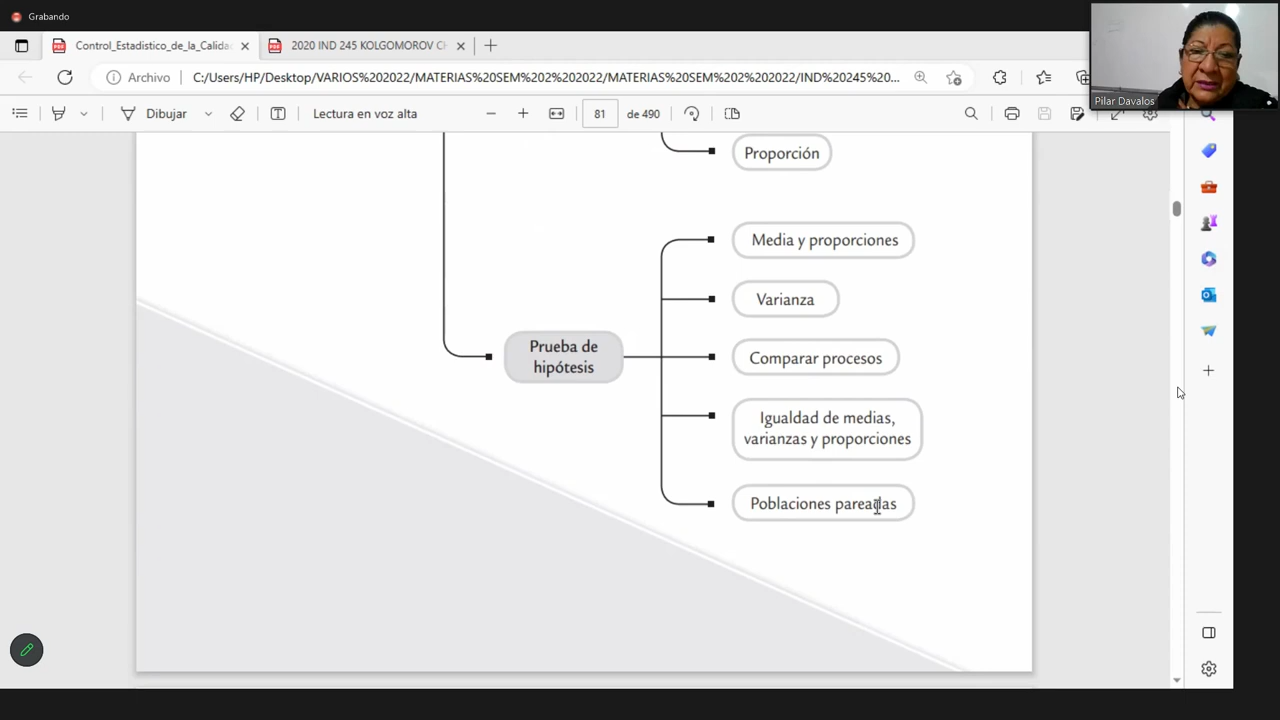 Grabando
Control_Estadistico_de_la_Calida
2020 IND 245 KOLGOMOROV CH
Archivo
C:/Users/HP/Desktop/VARIOS%202022/MATERIAS%20SEM%202%202022/MATERIAS%20SEM%202%202022/IND%20245%20...
Pilar Davalos
Dibujar
Lectura en voz alta
81 de 490
Proporción
Media y proporciones
Varianza
Prueba de
hipótesis
Comparar procesos
Igualdad de medias,
varianzas y proporciones
Poblaciones pareadas